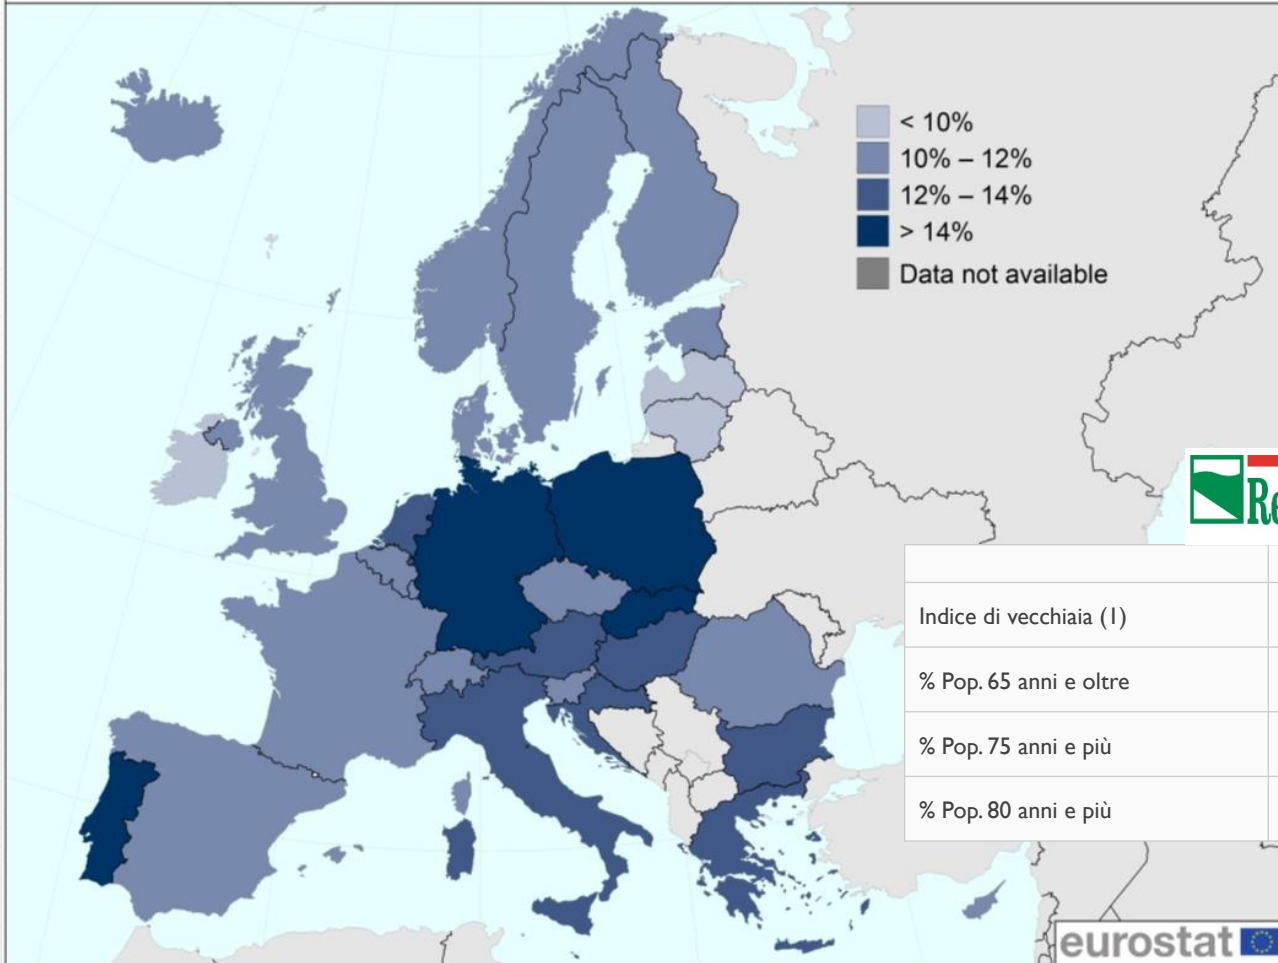 < 10%
10% – 12%
12% – 14%
> 14%
Data not available
Re
Indice di vecchiaia (1)
% Pop. 65 anni e oltre
% Pop. 75 anni e più
% Pop. 80 anni e più
eurostat